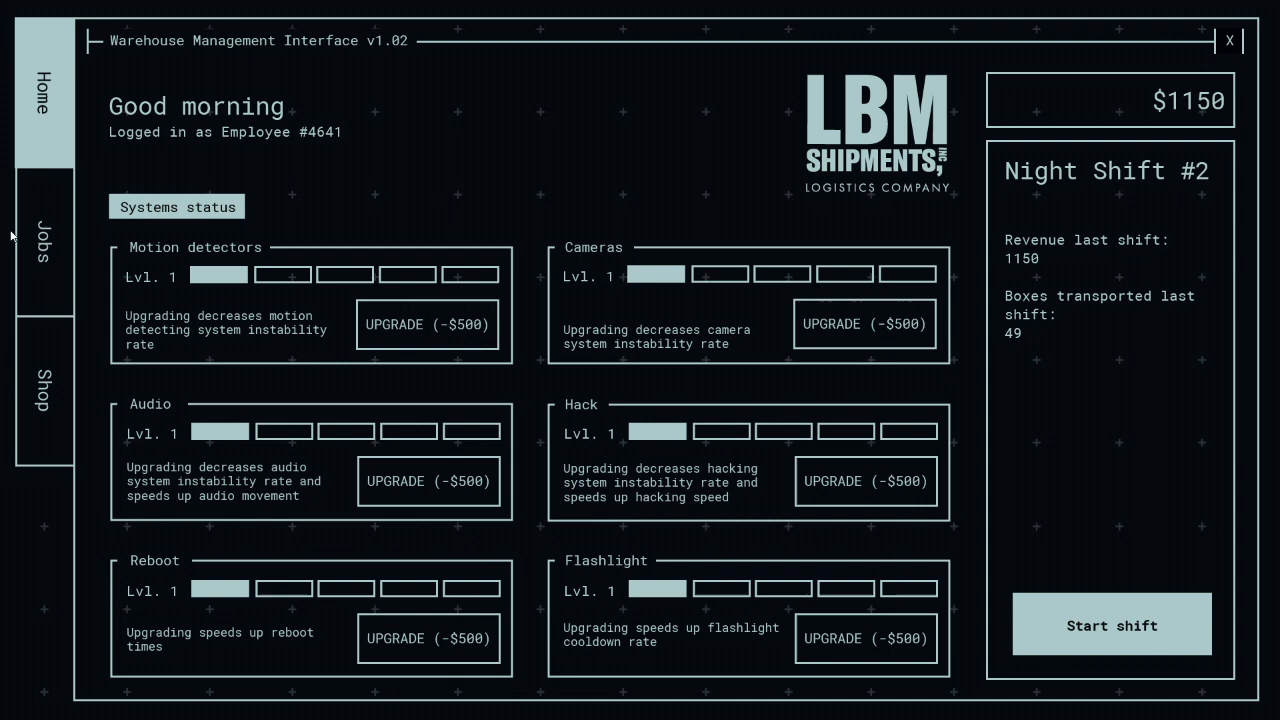 Warehouse Management Interface v1.02
X
Home
Jobs
Shop
Good morning
Logged in as Employee #4641
LBM
SHIPMENTS, INC
LOGISTICS COMPANY
Systems status
Motion detectors
Lvl. 1
Upgrading decreases motion
detecting system instability
rate
UPGRADE (-$500)
Cameras
Lvl. 1
Upgrading decreases camera
system instability rate
UPGRADE (-$500)
Audio
Lvl. 1
Upgrading decreases audio
system instability rate and
speeds up audio movement
UPGRADE (-$500)
Hack
Lvl. 1
Upgrading decreases hacking
system instability rate and
speeds up hacking speed
UPGRADE (-$500)
Reboot
Lvl. 1
Upgrading speeds up reboot
times
UPGRADE (-$500)
Flashlight
Lvl. 1
Upgrading speeds up flashlight
cooldown rate
UPGRADE (-$500)
$1150
Night Shift #2
Revenue last shift:
1150
Boxes transported last
shift:
49
Start shift